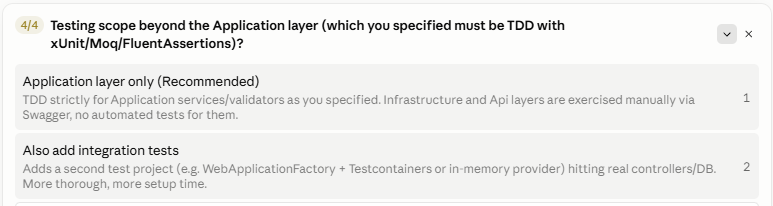 4/4
Testing scope beyond the Application layer (which you specified must be TDD with
xUnit/Moq/FluentAssertions)?
Application layer only (Recommended)
TDD strictly for Application services/validators as you specified. Infrastructure and Api layers are exercised manually via
Swagger, no automated tests for them.
1
Also add integration tests
Adds a second test project (e.g. WebApplicationFactory + Testcontainers or in-memory provider) hitting real controllers/DB.
More thorough, more setup time.
2